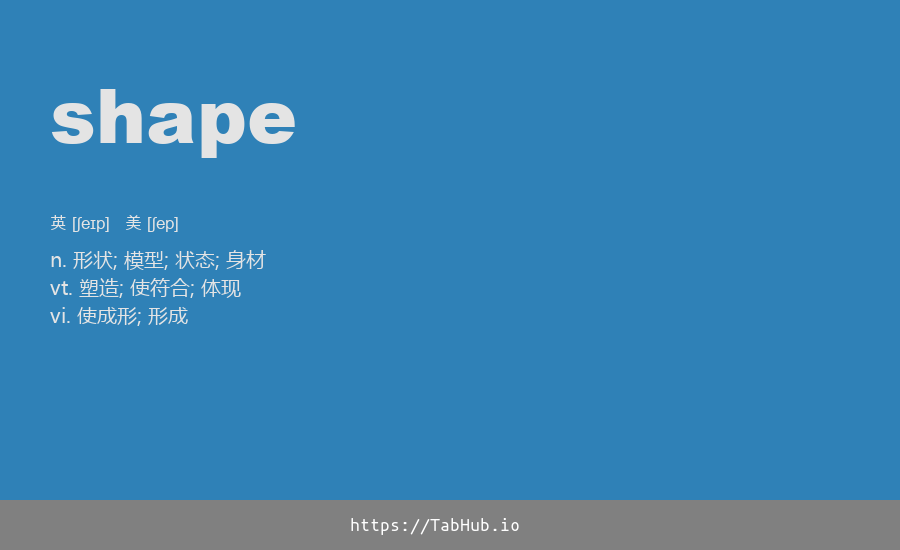 shape
英 [ʃeɪp] 美 [ʃep]
n. 形状; 模型; 状态; 身材
vt. 塑造; 使符合; 体现
vi. 使成形; 形成
https://TabHub.io